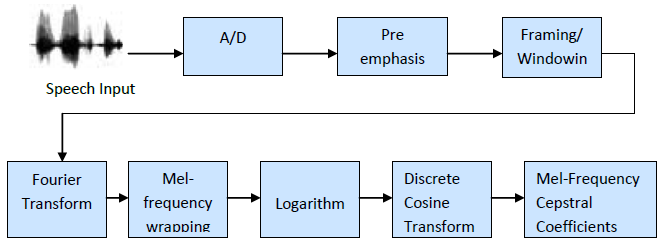 A/D
Pre
emphasis
Framing/
Windowin
Speech Input
Fourier
Transform
Mel-
frequency
wrapping
Logarithm
Discrete
Cosine
Transform
Mel-Frequency
Cepstral
Coefficients